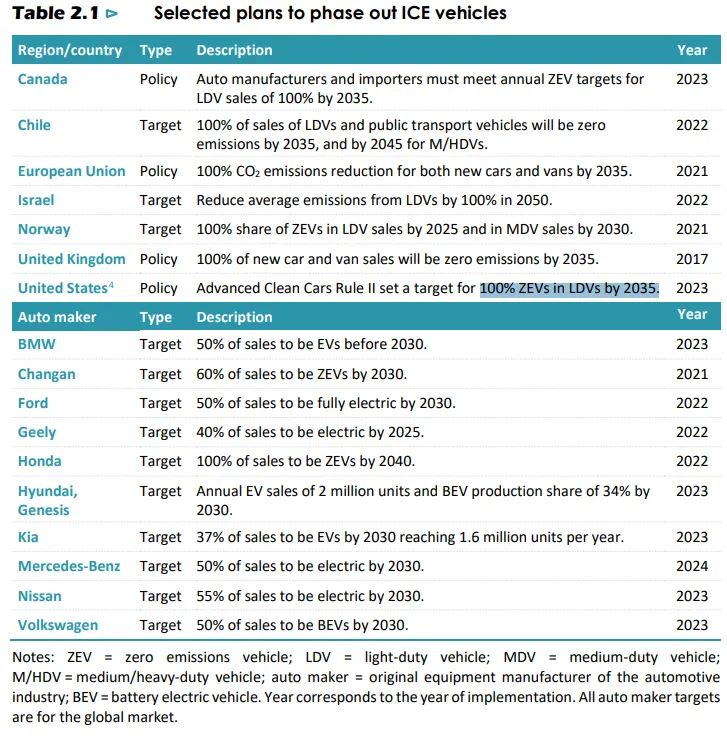 Table 2.1 ⊳ Selected plans to phase out ICE vehicles
Region/country Type Description Year
Canada Policy Auto manufacturers and importers must meet annual ZEV targets for 2023
LDV sales of 100% by 2035.
Chile Target 100% of sales of LDVs and public transport vehicles will be zero 2022
emissions by 2035, and by 2045 for M/HDVs.
European Union Policy 100% CO₂ emissions reduction for both new cars and vans by 2035. 2021
Israel Target Reduce average emissions from LDVs by 100% in 2050. 2022
Norway Target 100% share of ZEVs in LDV sales by 2025 and in MDV sales by 2030. 2021
United Kingdom Policy 100% of new car and van sales will be zero emissions by 2035. 2017
United States⁴ Policy Advanced Clean Cars Rule II set a target for 100% ZEVs in LDVs by 2035. 2023
Auto maker Type Description Year
BMW Target 50% of sales to be EVs before 2030. 2023
Changan Target 60% of sales to be ZEVs by 2030. 2021
Ford Target 50% of sales to be fully electric by 2030. 2022
Geely Target 40% of sales to be electric by 2025. 2022
Honda Target 100% of sales to be ZEVs by 2040. 2022
Hyundai, Target Annual EV sales of 2 million units and BEV production share of 34% by 2023
Genesis 2030.
Kia Target 37% of sales to be EVs by 2030 reaching 1.6 million units per year. 2023
Mercedes-Benz Target 50% of sales to be electric by 2030. 2024
Nissan Target 55% of sales to be electric by 2030. 2023
Volkswagen Target 50% of sales to be BEVs by 2030. 2023
Notes: ZEV = zero emissions vehicle; LDV = light-duty vehicle; MDV = medium-duty vehicle;
M/HDV = medium/heavy-duty vehicle; auto maker = original equipment manufacturer of the automotive
industry; BEV = battery electric vehicle. Year corresponds to the year of implementation. All auto maker targets
are for the global market.